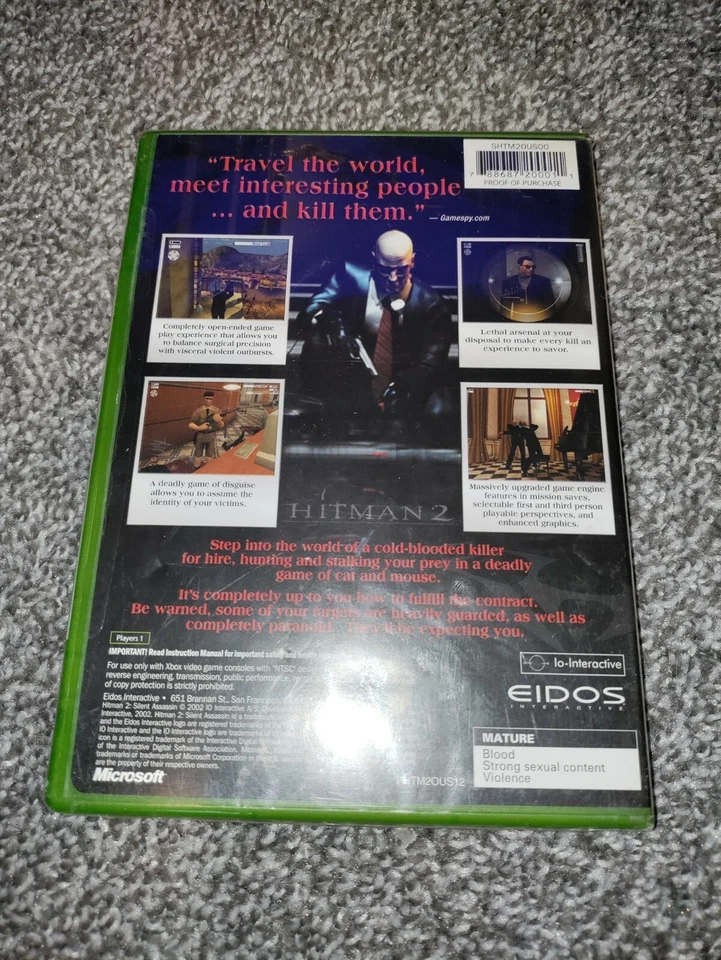 SHTM20US00
7 88687 20001 1
PROOF OF PURCHASE
“Travel the world,
meet interesting people
... and kill them.” — Gamespy.com
Completely open-ended game
play experience that allows you
to balance surgical precision
with visceral violent outbursts.
Lethal arsenal at your
disposal to make every kill an
experience to savor.
A deadly game of disguise
allows you to assume the
identity of your victims.
Massively upgraded game engine
features in mission saves,
selectable first and third person
playable perspectives, and
enhanced graphics.
HITMAN 2
Step into the world of a cold-blooded killer
for hire, hunting and stalking your prey in a deadly
game of cat and mouse.
It's completely up to you how to fulfill the contract.
Be warned, some of your targets are heavily guarded, as well as
completely paranoid. They'll be expecting you.
Players 1
IMPORTANT! Read Instruction Manual for important safety and health
For use only with Xbox video game consoles with "NTSC"
reverse engineering, transmission, public performance,
of copy protection is strictly prohibited.
Eidos Interactive • 651 Brannan St., San Francisco
Hitman 2: Silent Assassin © 2002 IO Interactive A/S.
Interactive, 2002. Hitman 2: Silent Assassin is a
and the Eidos Interactive logo are registered trademarks of the
IO Interactive and the IO Interactive logo are trademarks of
icon is a registered trademark of the Interactive Digital
of the Interactive Digital Software Association. Microsoft,
trademarks or trademarks of Microsoft Corporation in the
are the property of their respective owners.
Microsoft
HTM2OUS12
Io-Interactive
EIDOS
INTERACTIVE
MATURE
Blood
Strong sexual content
Violence